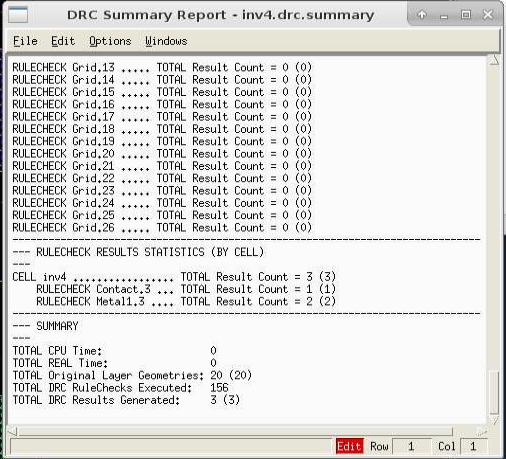 DRC Summary Report - inv4.drc.summary
File Edit Options Windows
RULECHECK Grid.13 ..... TOTAL Result Count = 0 (0)
RULECHECK Grid.14 ..... TOTAL Result Count = 0 (0)
RULECHECK Grid.15 ..... TOTAL Result Count = 0 (0)
RULECHECK Grid.16 ..... TOTAL Result Count = 0 (0)
RULECHECK Grid.17 ..... TOTAL Result Count = 0 (0)
RULECHECK Grid.18 ..... TOTAL Result Count = 0 (0)
RULECHECK Grid.19 ..... TOTAL Result Count = 0 (0)
RULECHECK Grid.20 ..... TOTAL Result Count = 0 (0)
RULECHECK Grid.21 ..... TOTAL Result Count = 0 (0)
RULECHECK Grid.22 ..... TOTAL Result Count = 0 (0)
RULECHECK Grid.23 ..... TOTAL Result Count = 0 (0)
RULECHECK Grid.24 ..... TOTAL Result Count = 0 (0)
RULECHECK Grid.25 ..... TOTAL Result Count = 0 (0)
RULECHECK Grid.26 ..... TOTAL Result Count = 0 (0)
----------------------------------------------------------------------------------
--- RULECHECK RESULTS STATISTICS (BY CELL)
---
CELL inv4 ................. TOTAL Result Count = 3 (3)
    RULECHECK Contact.3 ... TOTAL Result Count = 1 (1)
    RULECHECK Metal1.3 .... TOTAL Result Count = 2 (2)
----------------------------------------------------------------------------------
--- SUMMARY
---
TOTAL CPU Time:                  0
TOTAL REAL Time:                 0
TOTAL Original Layer Geometries: 20 (20)
TOTAL DRC RuleChecks Executed:   156
TOTAL DRC Results Generated:     3 (3)
Edit Row 1 Col 1